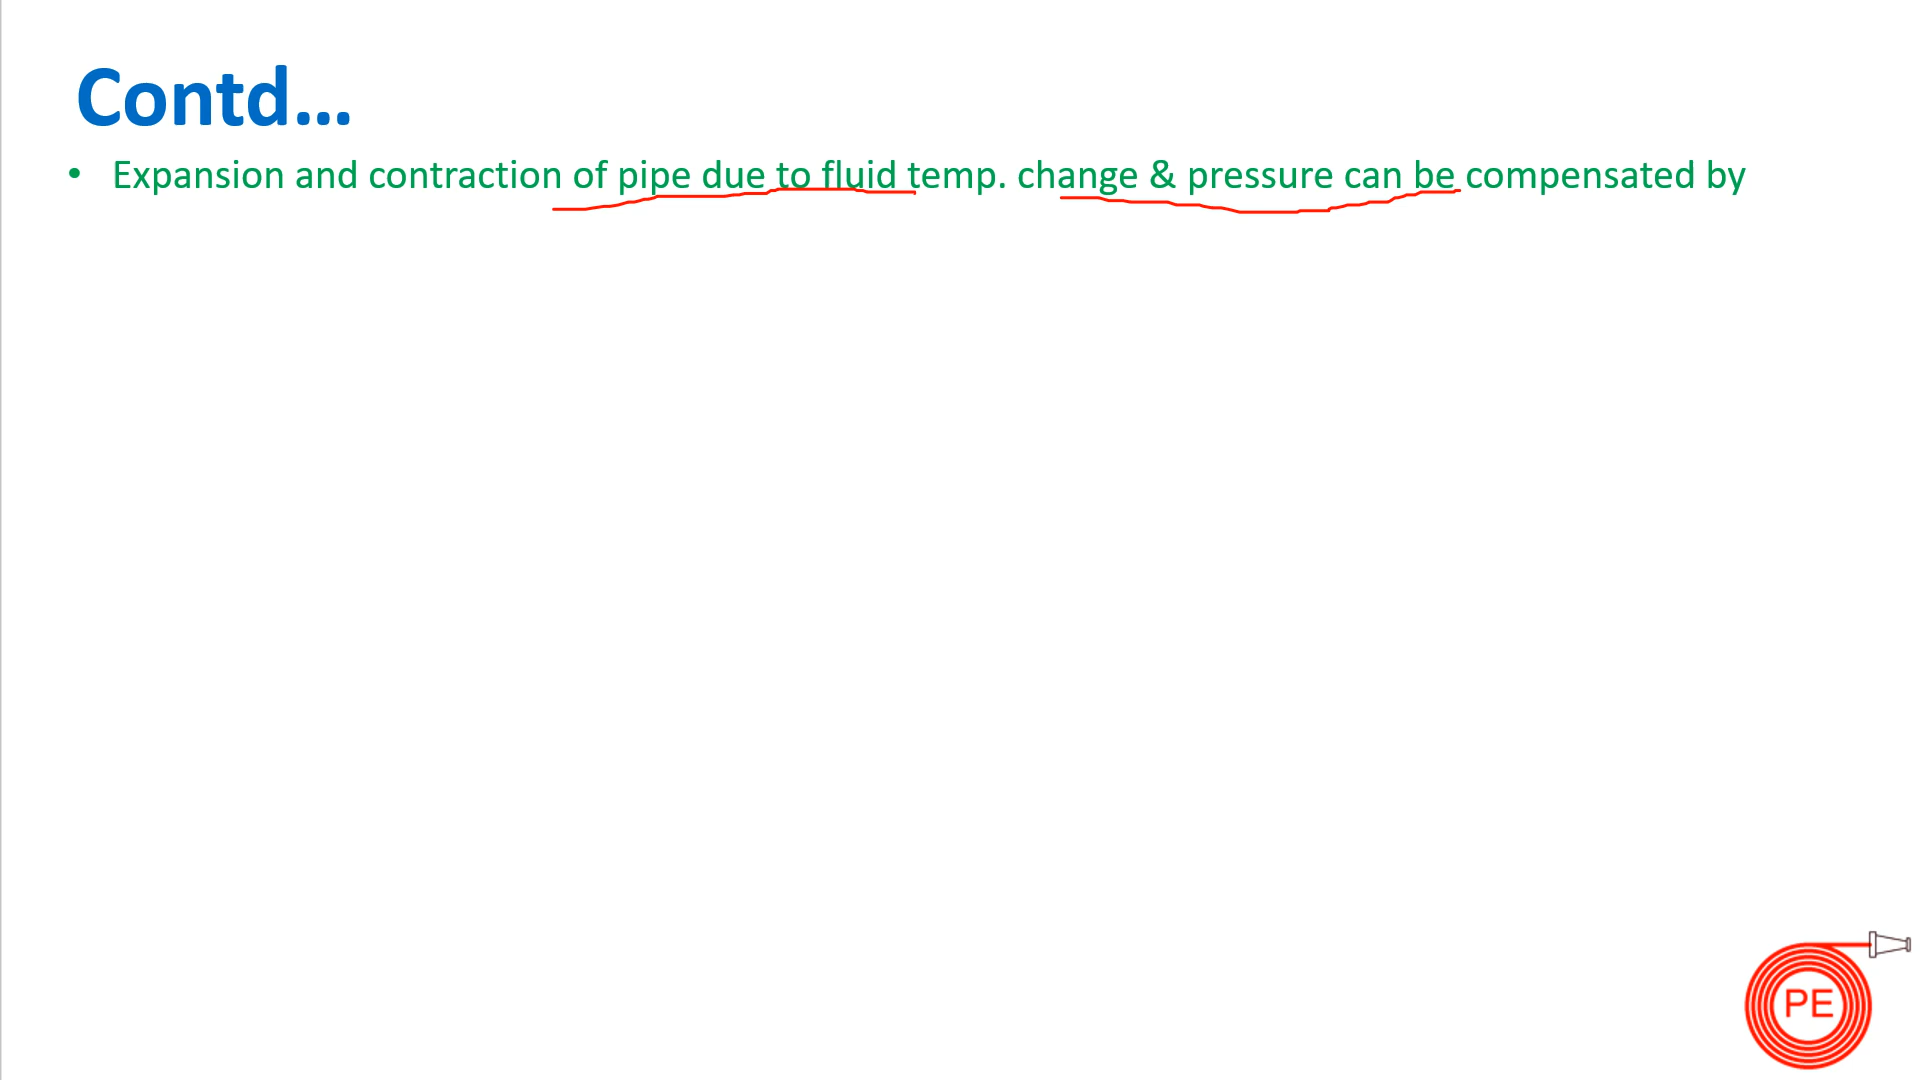 Contd...
• Expansion and contraction of pipe due to fluid temp. change & pressure can be compensated by
PE